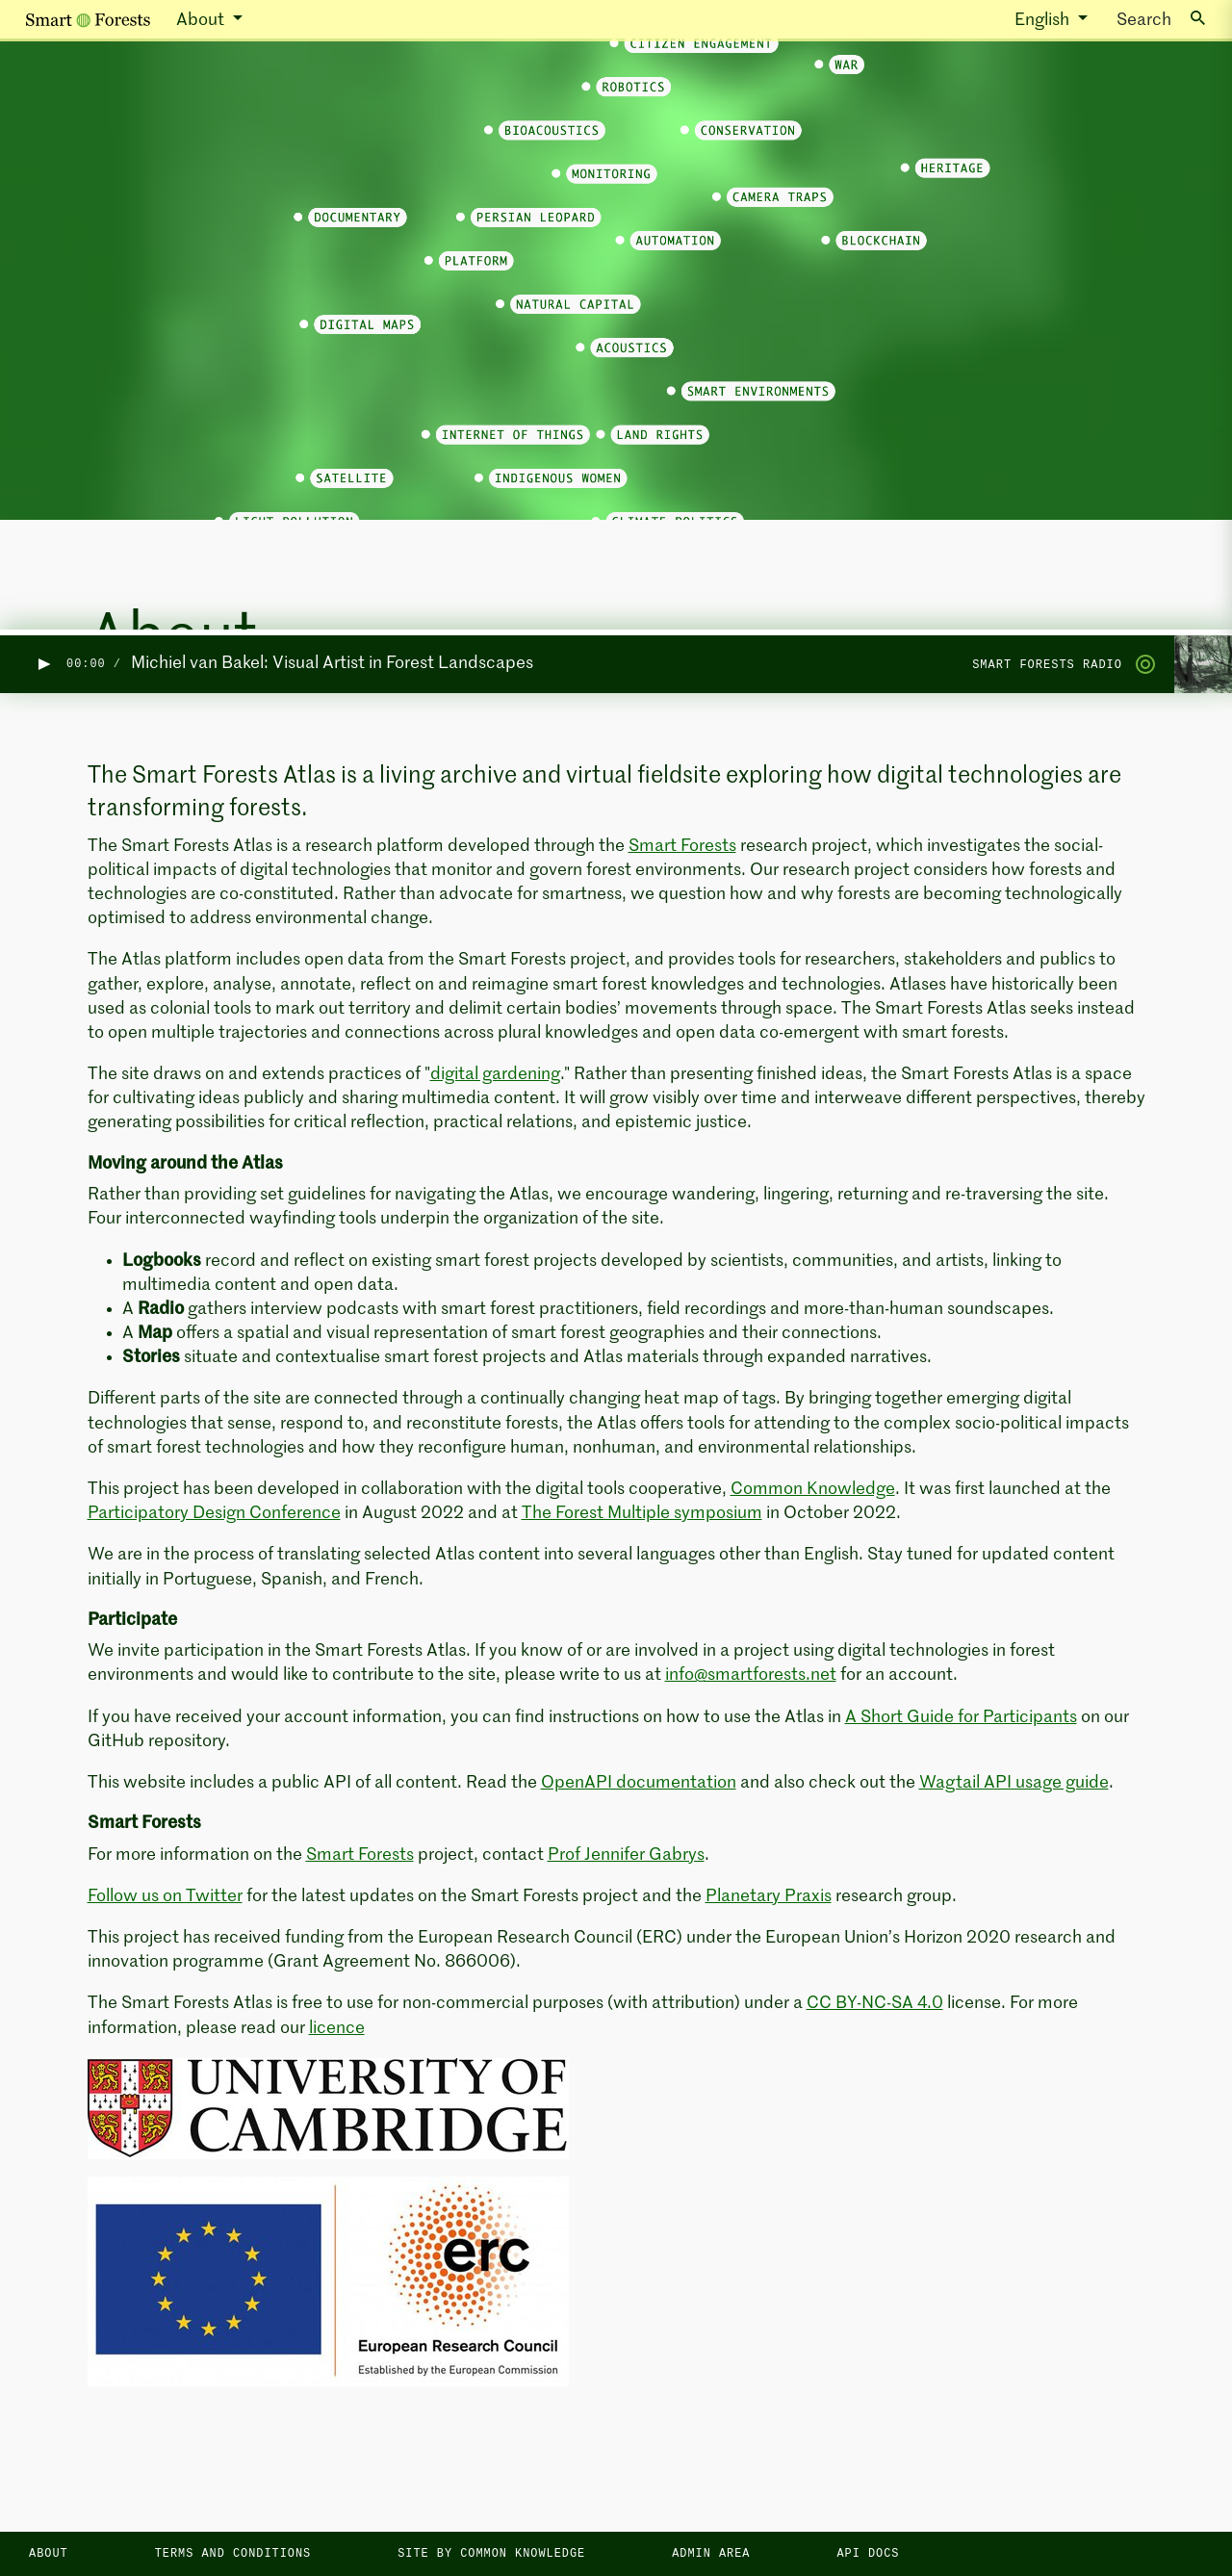 Smart Forests About English Search
CITIZEN ENGAGEMENT
WAR
ROBOTICS
BIOACOUSTICS CONSERVATION
HERITAGE
MONITORING
CAMERA TRAPS
DOCUMENTARY PERSIAN LEOPARD
AUTOMATION BLOCKCHAIN
PLATFORM
NATURAL CAPITAL
DIGITAL MAPS
ACOUSTICS
SMART ENVIRONMENTS
INTERNET OF THINGS LAND RIGHTS
SATELLITE INDIGENOUS WOMEN
LIGHT POLLUTION CLIMATE POLITICS
About
00:00 / Michiel van Bakel: Visual Artist in Forest Landscapes SMART FORESTS RADIO
The Smart Forests Atlas is a living archive and virtual fieldsite exploring how digital technologies are
transforming forests.
The Smart Forests Atlas is a research platform developed through the Smart Forests research project, which investigates the social-
political impacts of digital technologies that monitor and govern forest environments. Our research project considers how forests and
technologies are co-constituted. Rather than advocate for smartness, we question how and why forests are becoming technologically
optimised to address environmental change.
The Atlas platform includes open data from the Smart Forests project, and provides tools for researchers, stakeholders and publics to
gather, explore, analyse, annotate, reflect on and reimagine smart forest knowledges and technologies. Atlases have historically been
used as colonial tools to mark out territory and delimit certain bodies’ movements through space. The Smart Forests Atlas seeks instead
to open multiple trajectories and connections across plural knowledges and open data co-emergent with smart forests.
The site draws on and extends practices of "digital gardening." Rather than presenting finished ideas, the Smart Forests Atlas is a space
for cultivating ideas publicly and sharing multimedia content. It will grow visibly over time and interweave different perspectives, thereby
generating possibilities for critical reflection, practical relations, and epistemic justice.
Moving around the Atlas
Rather than providing set guidelines for navigating the Atlas, we encourage wandering, lingering, returning and re-traversing the site.
Four interconnected wayfinding tools underpin the organization of the site.
• Logbooks record and reflect on existing smart forest projects developed by scientists, communities, and artists, linking to
multimedia content and open data.
• A Radio gathers interview podcasts with smart forest practitioners, field recordings and more-than-human soundscapes.
• A Map offers a spatial and visual representation of smart forest geographies and their connections.
• Stories situate and contextualise smart forest projects and Atlas materials through expanded narratives.
Different parts of the site are connected through a continually changing heat map of tags. By bringing together emerging digital
technologies that sense, respond to, and reconstitute forests, the Atlas offers tools for attending to the complex socio-political impacts
of smart forest technologies and how they reconfigure human, nonhuman, and environmental relationships.
This project has been developed in collaboration with the digital tools cooperative, Common Knowledge. It was first launched at the
Participatory Design Conference in August 2022 and at The Forest Multiple symposium in October 2022.
We are in the process of translating selected Atlas content into several languages other than English. Stay tuned for updated content
initially in Portuguese, Spanish, and French.
Participate
We invite participation in the Smart Forests Atlas. If you know of or are involved in a project using digital technologies in forest
environments and would like to contribute to the site, please write to us at info@smartforests.net for an account.
If you have received your account information, you can find instructions on how to use the Atlas in A Short Guide for Participants on our
GitHub repository.
This website includes a public API of all content. Read the OpenAPI documentation and also check out the Wagtail API usage guide.
Smart Forests
For more information on the Smart Forests project, contact Prof Jennifer Gabrys.
Follow us on Twitter for the latest updates on the Smart Forests project and the Planetary Praxis research group.
This project has received funding from the European Research Council (ERC) under the European Union’s Horizon 2020 research and
innovation programme (Grant Agreement No. 866006).
The Smart Forests Atlas is free to use for non-commercial purposes (with attribution) under a CC BY-NC-SA 4.0 license. For more
information, please read our licence
UNIVERSITY OF
CAMBRIDGE
erc
European Research Council
Established by the European Commission
ABOUT TERMS AND CONDITIONS SITE BY COMMON KNOWLEDGE ADMIN AREA API DOCS